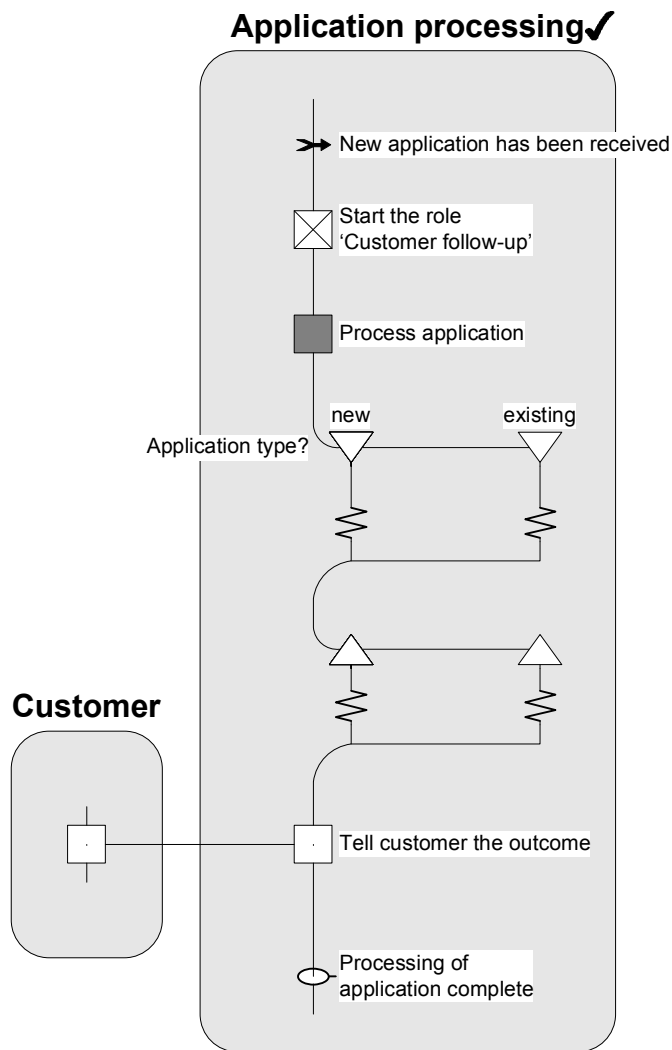 Application processing✓
New application has been received
Start the role
‘Customer follow-up’
Process application
new
existing
Application type?
Customer
Tell customer the outcome
Processing of
application complete